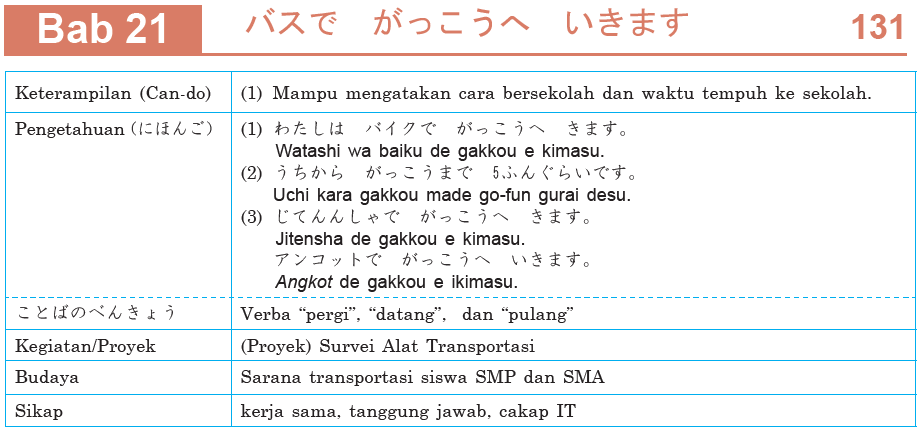 Bab 21 バスで がっこうへ いきます 131
Keterampilan (Can-do) (1) Mampu mengatakan cara bersekolah dan waktu tempuh ke sekolah.
Pengetahuan (にほんご) (1) わたしは バイクで がっこうへ きます。
Watashi wa baiku de gakkou e kimasu.
(2) うちから がっこうまで 5ふんぐらいです。
Uchi kara gakkou made go-fun gurai desu.
(3) じてんんしゃで がっこうへ きます。
Jitensha de gakkou e kimasu.
アンコットで がっこうへ いきます。
Angkot de gakkou e ikimasu.
ことばのべんきょう Verba “pergi”, “datang”, dan “pulang”
Kegiatan/Proyek (Proyek) Survei Alat Transportasi
Budaya Sarana transportasi siswa SMP dan SMA
Sikap kerja sama, tanggung jawab, cakap IT